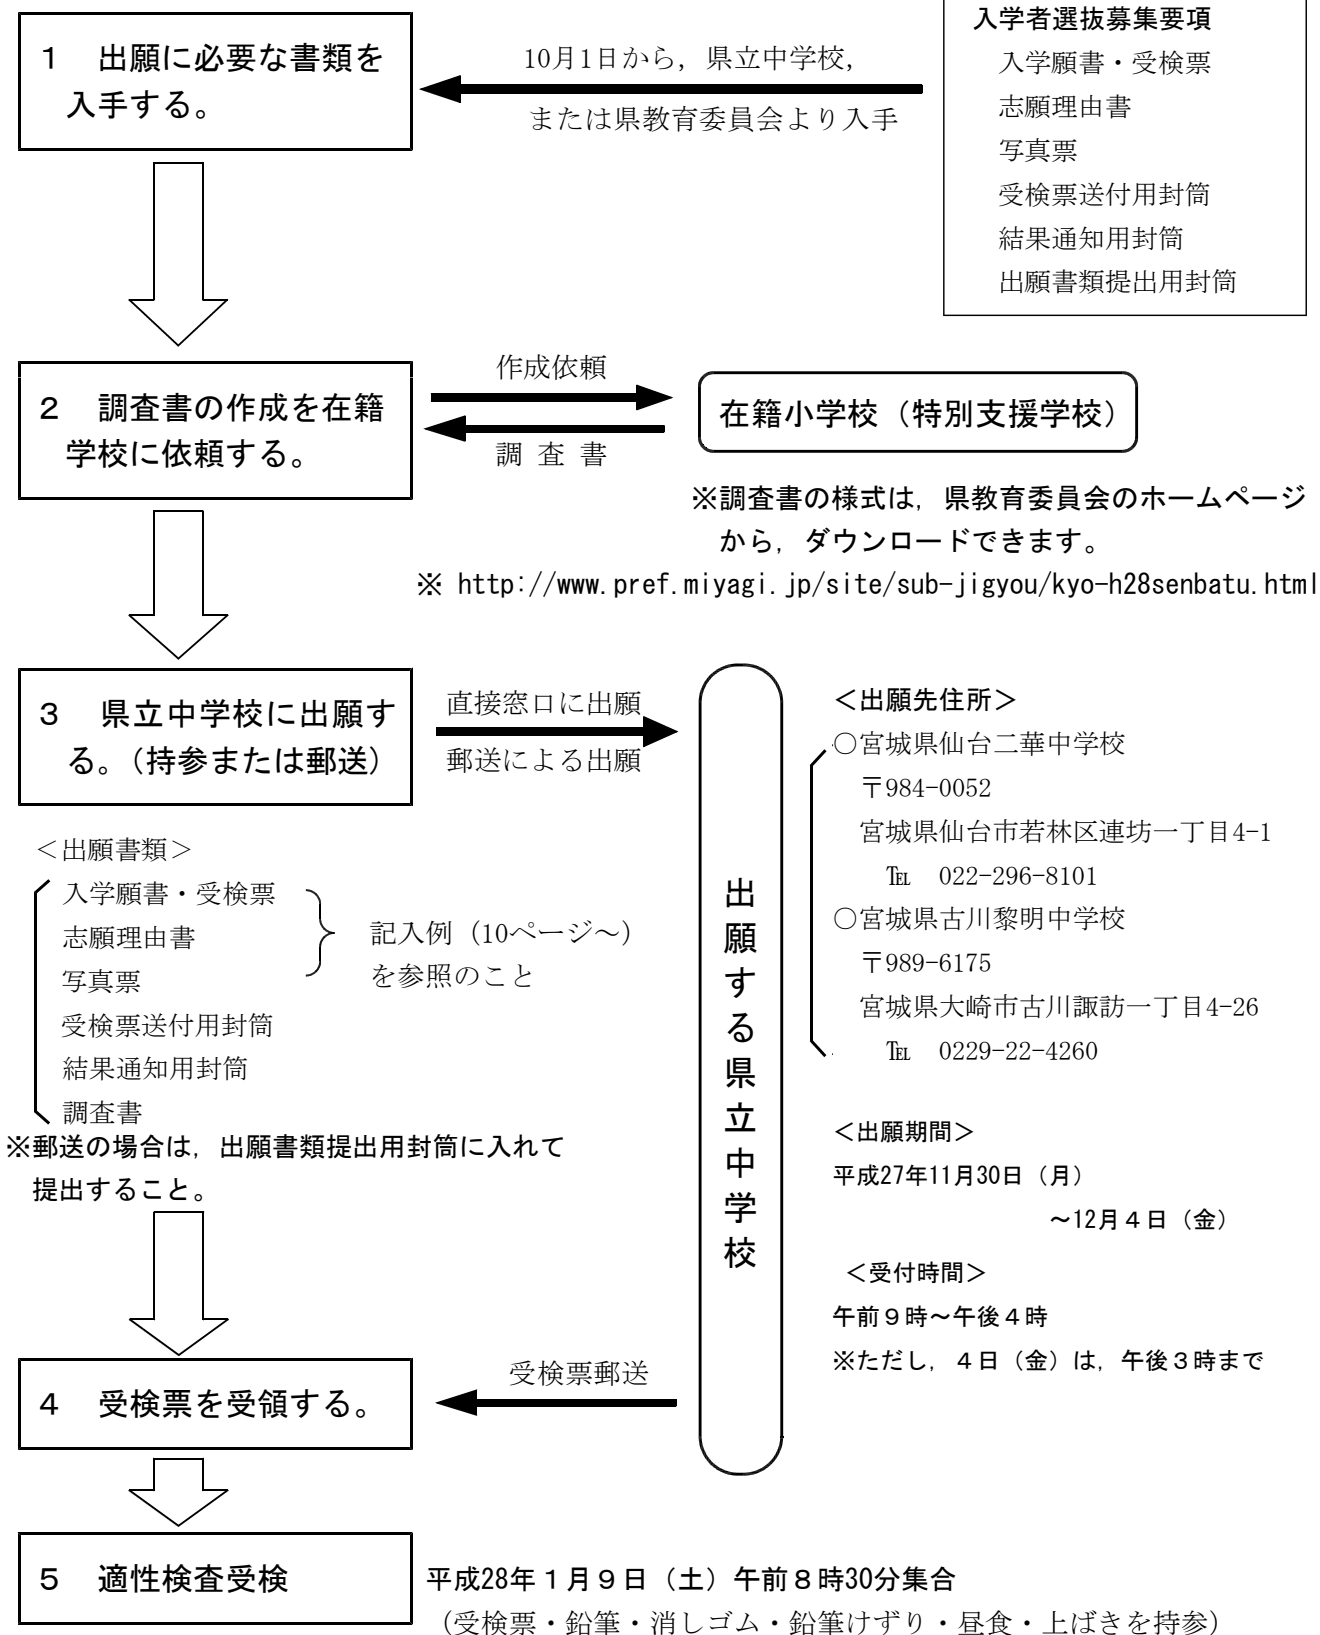 1 出願に必要な書類を
入手する。
10月1日から，県立中学校，
または県教育委員会より入手
入学者選抜募集要項
入学願書・受検票
志願理由書
写真票
受検票送付用封筒
結果通知用封筒
出願書類提出用封筒
2 調査書の作成を在籍
学校に依頼する。
作成依頼
調 査 書
在籍小学校（特別支援学校）
※調査書の様式は，県教育委員会のホームページ
から，ダウンロードできます。
※ http://www.pref.miyagi.jp/site/sub-jigyou/kyo-h28senbatu.html
3 県立中学校に出願す
る。（持参または郵送）
直接窓口に出願
郵送による出願
＜出願書類＞
入学願書・受検票
志願理由書
写真票
受検票送付用封筒
結果通知用封筒
調査書
記入例（10ページ～）
を参照のこと
※郵送の場合は，出願書類提出用封筒に入れて
提出すること。
出願する県立中学校
＜出願先住所＞
○宮城県仙台二華中学校
〒984-0052
宮城県仙台市若林区連坊一丁目4-1
℡ 022-296-8101
○宮城県古川黎明中学校
〒989-6175
宮城県大崎市古川諏訪一丁目4-26
℡ 0229-22-4260
＜出願期間＞
平成27年11月30日（月）
～12月４日（金）
＜受付時間＞
午前９時～午後４時
※ただし，４日（金）は，午後３時まで
4 受検票を受領する。
受検票郵送
5 適性検査受検
平成28年１月９日（土）午前８時30分集合
（受検票・鉛筆・消しゴム・鉛筆けずり・昼食・上ばきを持参）